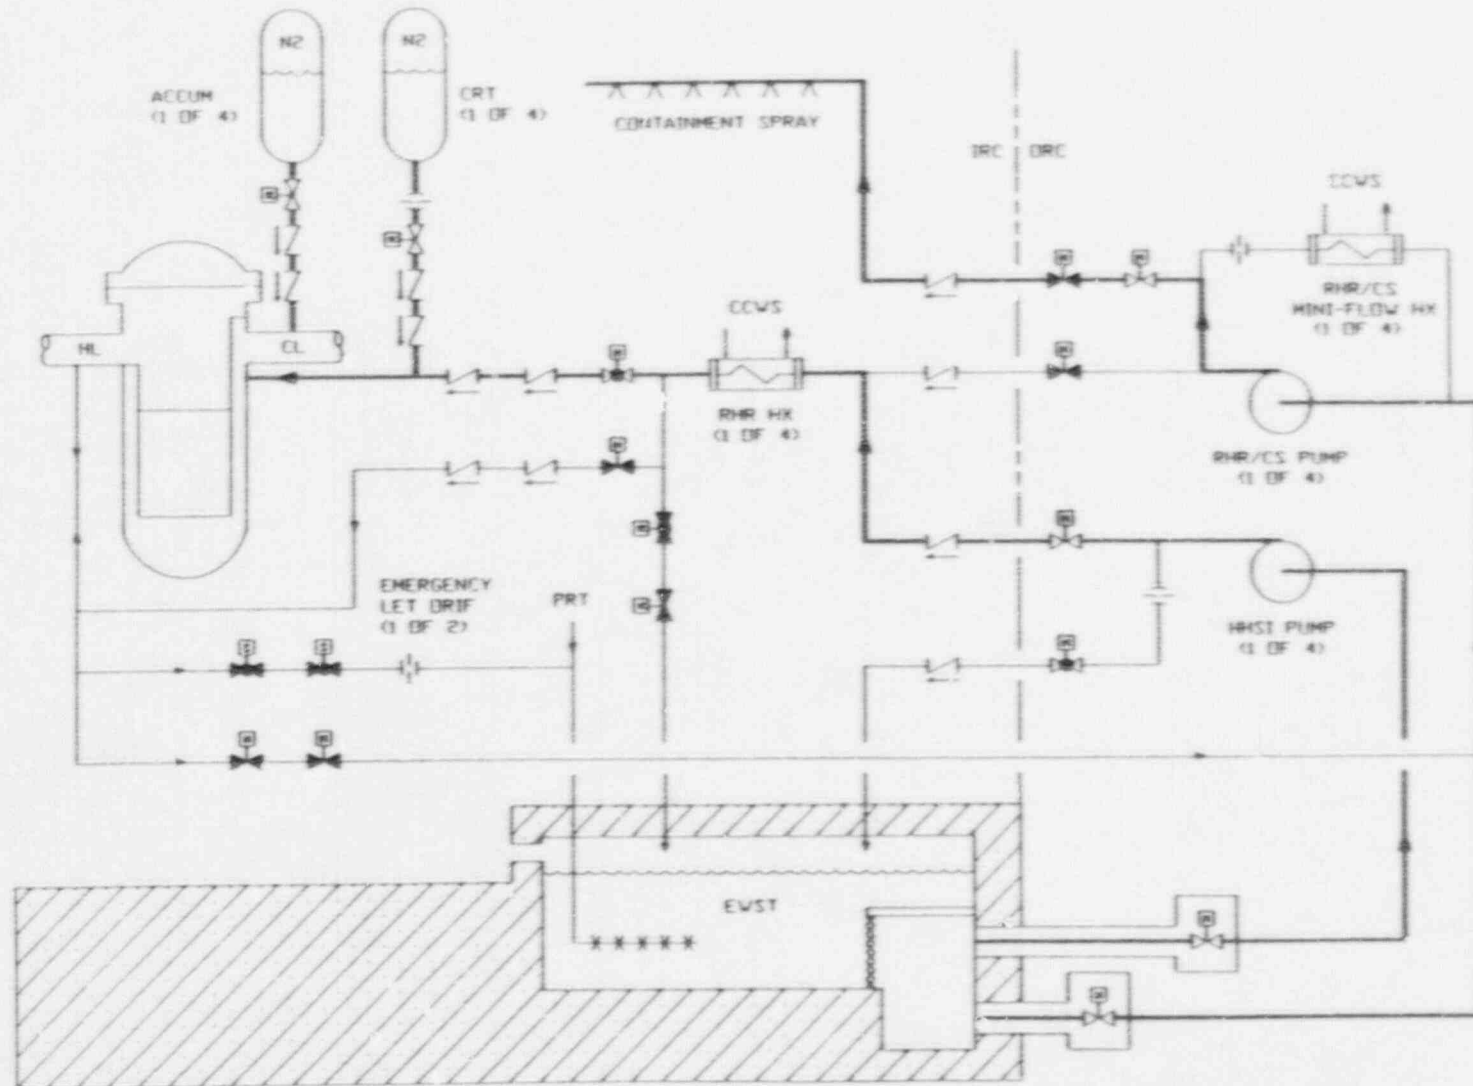 N2
N2
ACCUM
(1 OF 4)
CRT
(1 OF 4)
CONTAINMENT SPRAY
IRC
ORC
CCWS
RHR/CS
MINI-FLOW HX
(1 OF 4)
HL
CL
CCWS
RHR HX
(1 OF 4)
RHR/CS PUMP
(1 OF 4)
EMERGENCY
LET DRIF
(1 OF 2)
PRT
HHSI PUMP
(1 OF 4)
EWST